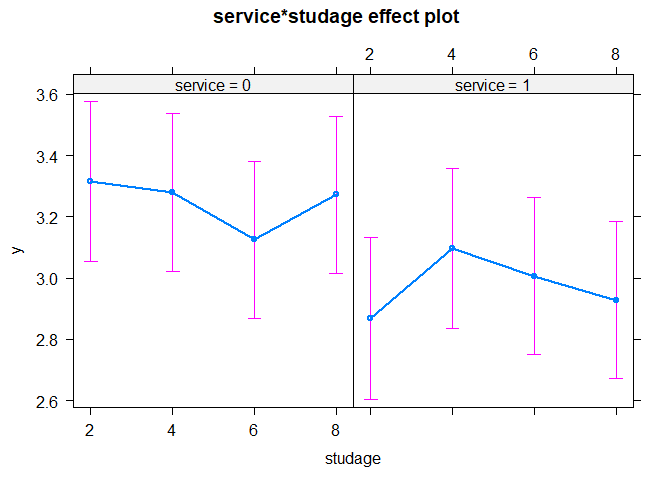 service*studage effect plot
2 4 6 8
service = 0 service = 1
3.6
3.4
3.2
3.0
2.8
2.6
y
2 4 6 8
studage